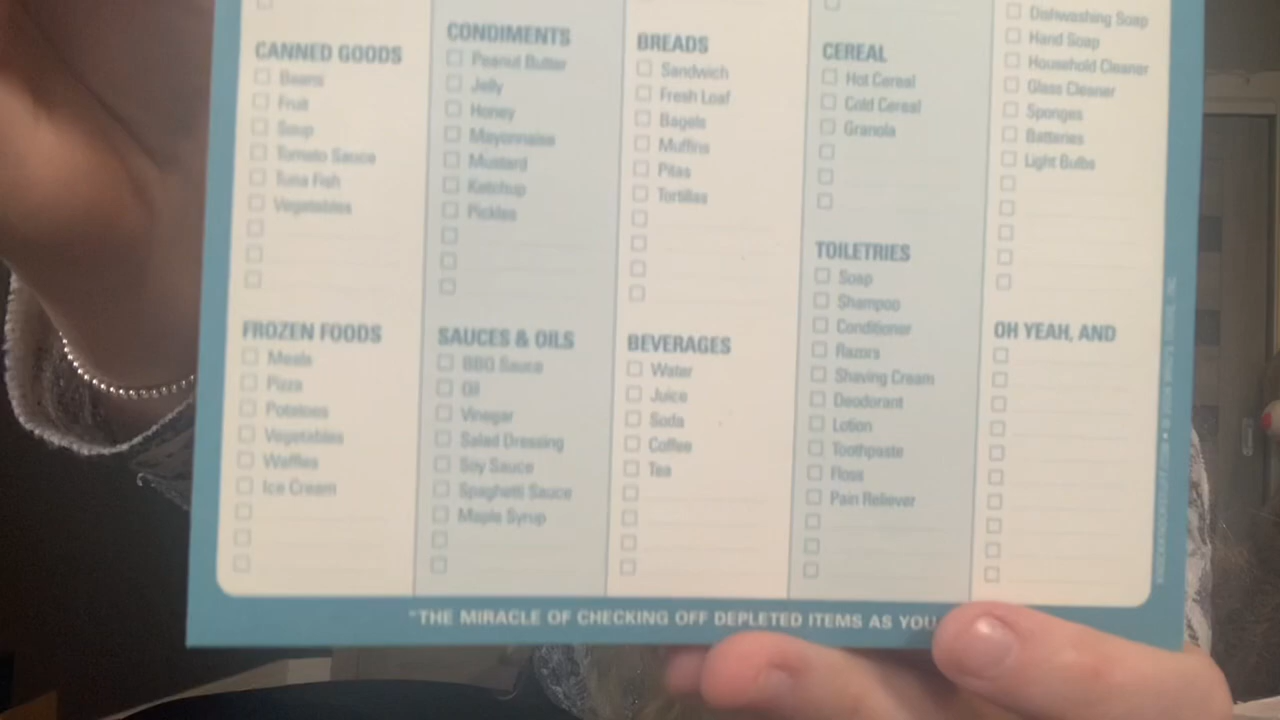 CANNED GOODS
Beans
Fruit
Soup
Tomato Sauce
Tuna Fish
Vegetables
FROZEN FOODS
Meals
Pizza
Potatoes
Vegetables
Waffles
Ice Cream
CONDIMENTS
Peanut Butter
Jelly
Honey
Mayonnaise
Mustard
Ketchup
Pickles
SAUCES & OILS
BBQ Sauce
Oil
Vinegar
Salad Dressing
Soy Sauce
Spaghetti Sauce
Maple Syrup
BREADS
Sandwich
Fresh Loaf
Bagels
Muffins
Pitas
Tortillas
BEVERAGES
Water
Juice
Soda
Coffee
Tea
CEREAL
Hot Cereal
Cold Cereal
Granola
TOILETRIES
Soap
Shampoo
Conditioner
Razors
Shaving Cream
Deodorant
Lotion
Toothpaste
Floss
Pain Reliever
Dishwashing Soap
Hand Soap
Household Cleaner
Glass Cleaner
Sponges
Batteries
Light Bulbs
OH YEAH, AND
"THE MIRACLE OF CHECKING OFF DEPLETED ITEMS AS YOU